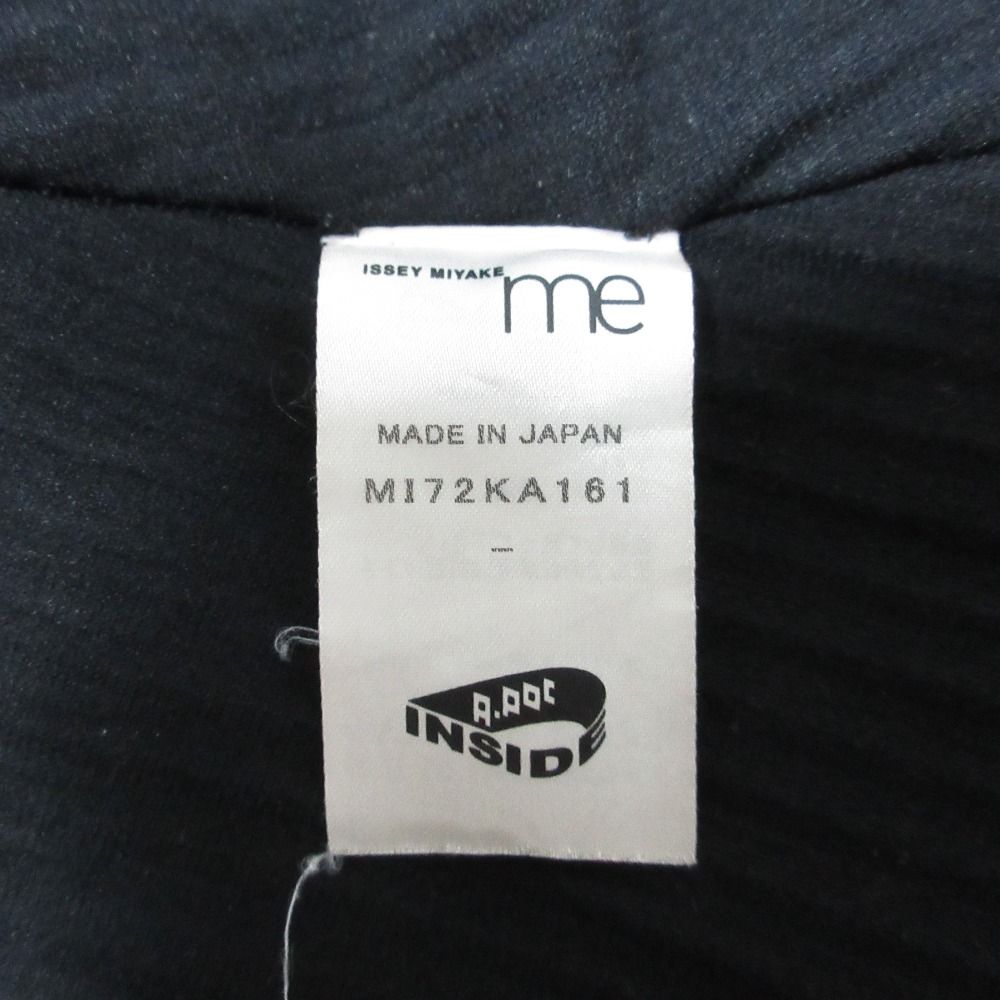 ISSEY MIYAKE me
MADE IN JAPAN
MI72KA161
-
A.POC
INSIDE